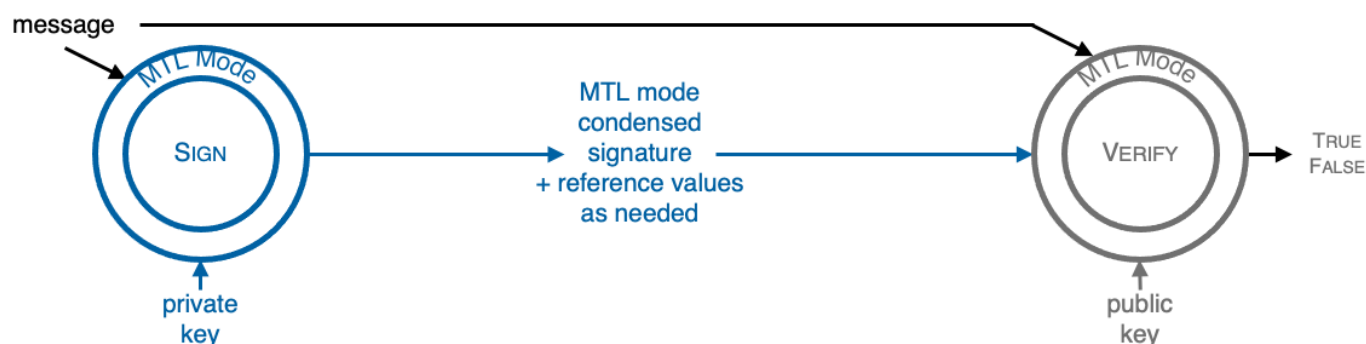 message
MTL Mode
SIGN
private
key
MTL mode
condensed
signature
+ reference values
as needed
MTL Mode
VERIFY
public
key
TRUE
FALSE